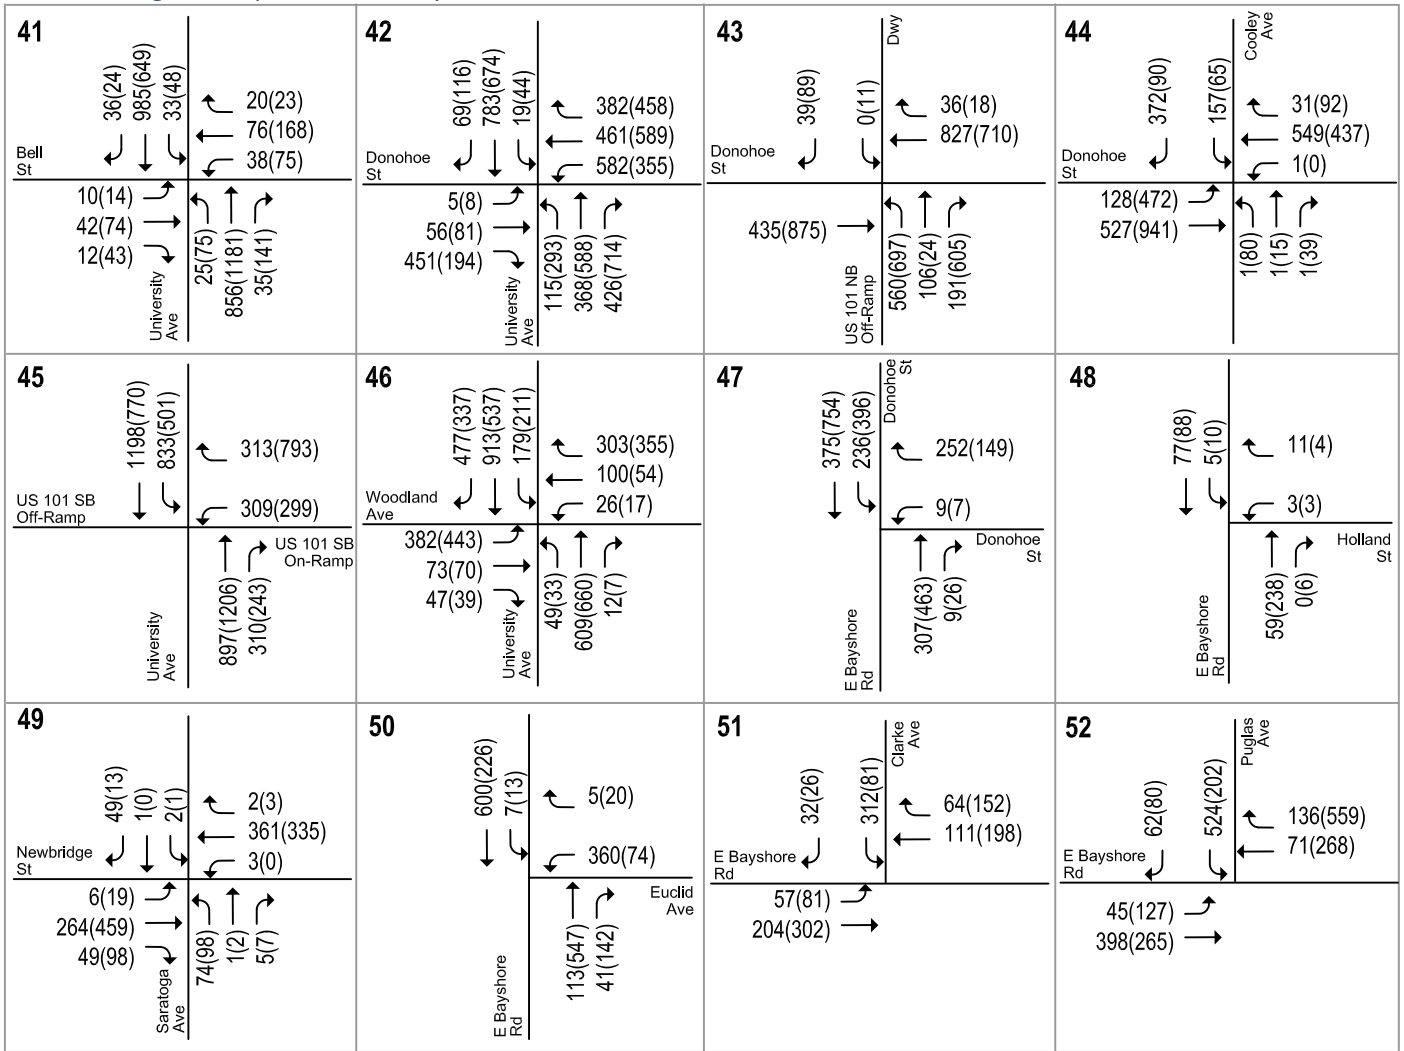 41
36(24)
985(649)
33(48)
20(23)
76(168)
38(75)
Bell
St
10(14)
42(74)
12(43)
University
Ave
25(75)
856(1181)
35(141)
42
69(116)
783(674)
19(44)
382(458)
461(589)
582(355)
Donohoe
St
5(8)
56(81)
451(194)
University
Ave
115(293)
368(588)
426(714)
43
39(89)
0(11)
Dwy
36(18)
827(710)
Donohoe
St
435(875)
US 101 NB
Off-Ramp
560(697)
106(24)
191(605)
44
372(90)
157(65)
Cooley
Ave
31(92)
549(437)
1(0)
Donohoe
St
128(472)
527(941)
1(80)
1(15)
1(39)
45
1198(770)
833(501)
313(793)
309(299)
US 101 SB
Off-Ramp
US 101 SB
On-Ramp
University
Ave
897(1206)
310(243)
46
477(337)
913(537)
179(211)
303(355)
100(54)
26(17)
Woodland
Ave
382(443)
73(70)
47(39)
University
Ave
49(33)
609(660)
12(7)
47
375(754)
236(396)
Donohoe
St
252(149)
9(7)
Donohoe
St
E Bayshore
Rd
307(463)
9(26)
48
77(88)
5(10)
11(4)
3(3)
Holland
St
E Bayshore
Rd
59(238)
0(6)
49
49(13)
1(0)
2(1)
2(3)
361(335)
3(0)
Newbridge
St
6(19)
264(459)
49(98)
Saratoga
Ave
74(98)
1(2)
5(7)
50
600(226)
7(13)
5(20)
360(74)
Euclid
Ave
E Bayshore
Rd
113(547)
41(142)
51
32(26)
312(81)
Clarke
Ave
64(152)
111(198)
E Bayshore
Rd
57(81)
204(302)
52
62(80)
524(202)
Puglas
Ave
136(559)
71(268)
E Bayshore
Rd
45(127)
398(265)